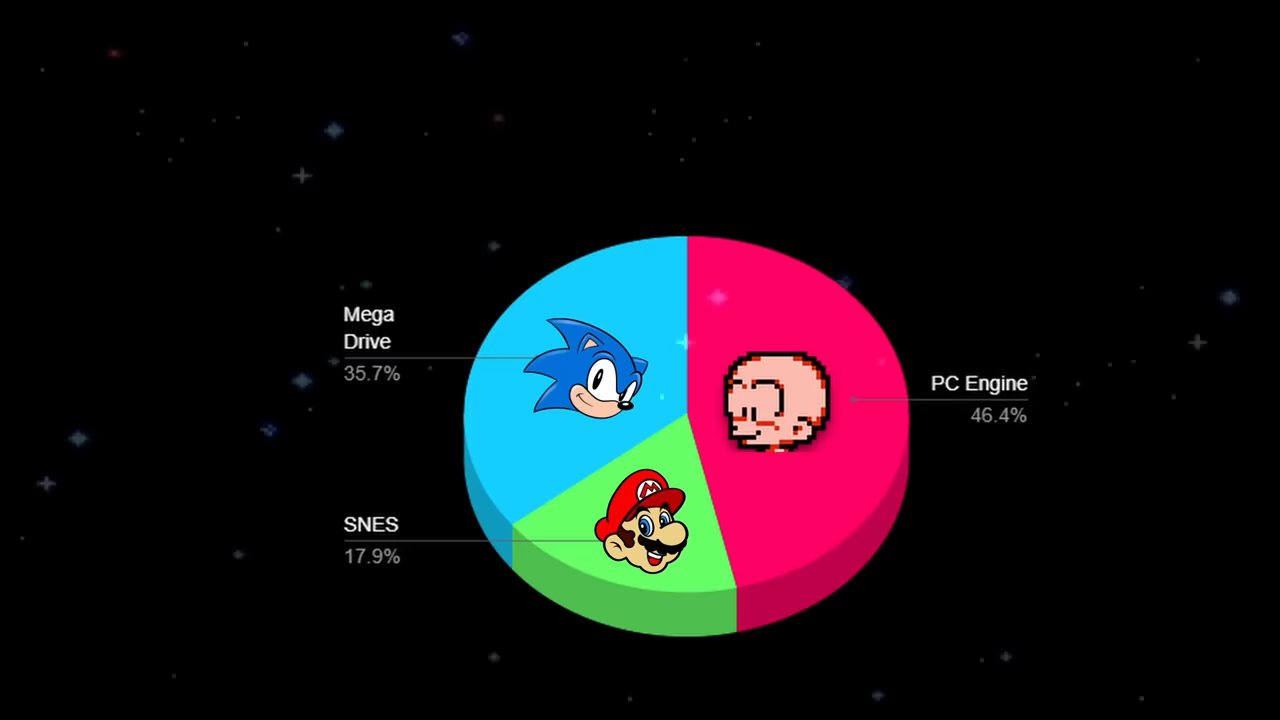 Mega
Drive
35.7%
PC Engine
46.4%
SNES
17.9%
M